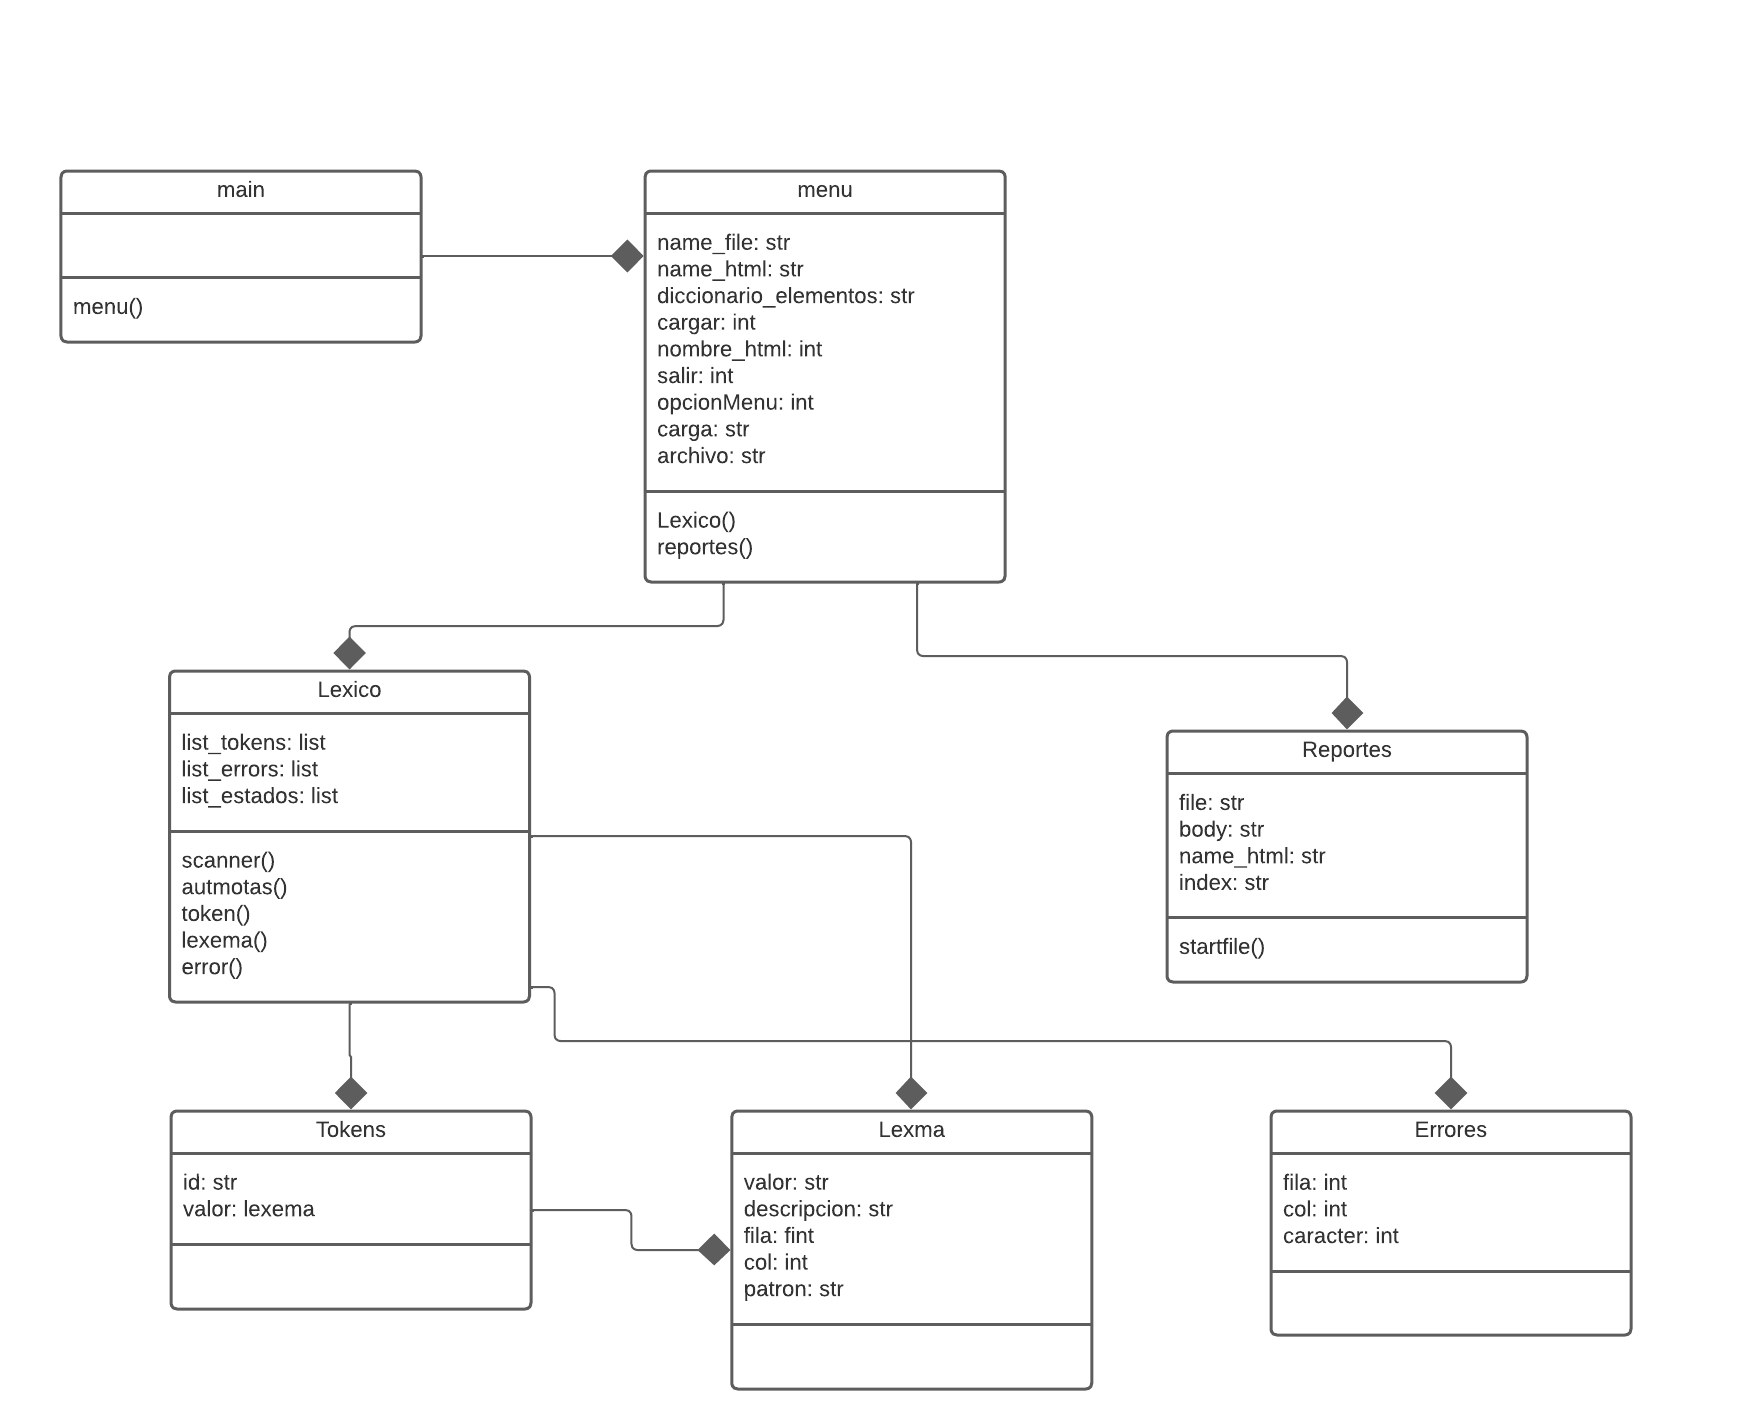 main
menu()
menu
name_file: str
name_html: str
diccionario_elementos: str
cargar: int
nombre_html: int
salir: int
opcionMenu: int
carga: str
archivo: str
Lexico()
reportes()
Lexico
list_tokens: list
list_errors: list
list_estados: list
scanner()
autmotas()
token()
lexema()
error()
Reportes
file: str
body: str
name_html: str
index: str
startfile()
Tokens
id: str
valor: lexema
Lexma
valor: str
descripcion: str
fila: fint
col: int
patron: str
Errores
fila: int
col: int
caracter: int